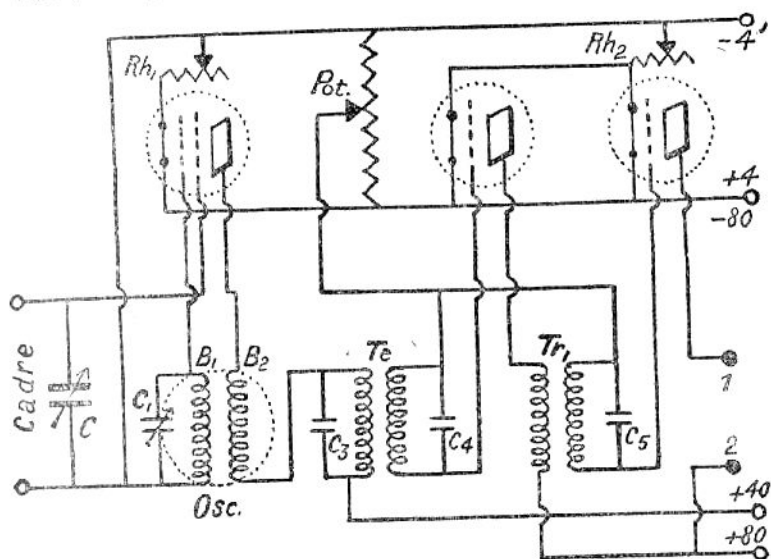 -4
Rh₁
Pot.
Rh₂
+4
-80
Cadre
C
C₁
B₁
B₂
Osc.
Te
C₃
C₄
Tr₁
C₅
1
2
+40
+80